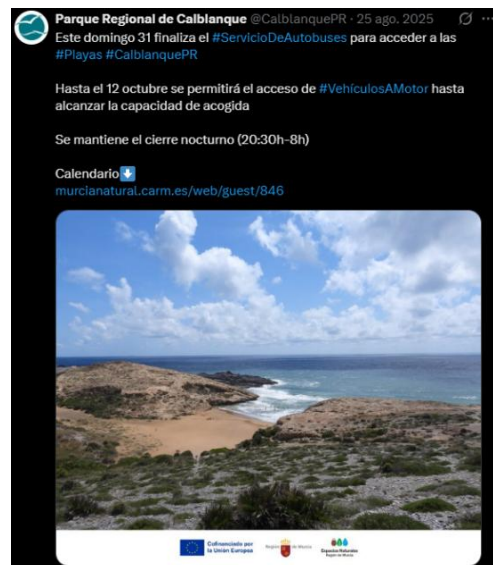 Parque Regional de Calblanque @CalblanquePR · 25 ago. 2025
Este domingo 31 finaliza el #ServicioDeAutobuses para acceder a las
#Playas #CalblanquePR
Hasta el 12 octubre se permitirá el acceso de #VehículosAMotor hasta
alcanzar la capacidad de acogida
Se mantiene el cierre nocturno (20:30h-8h)
Calendario⬇️
murcianatural.carm.es/web/guest/846
Cofinanciado por
la Unión Europea
Región de Murcia
Espacios Naturales
Región de Murcia